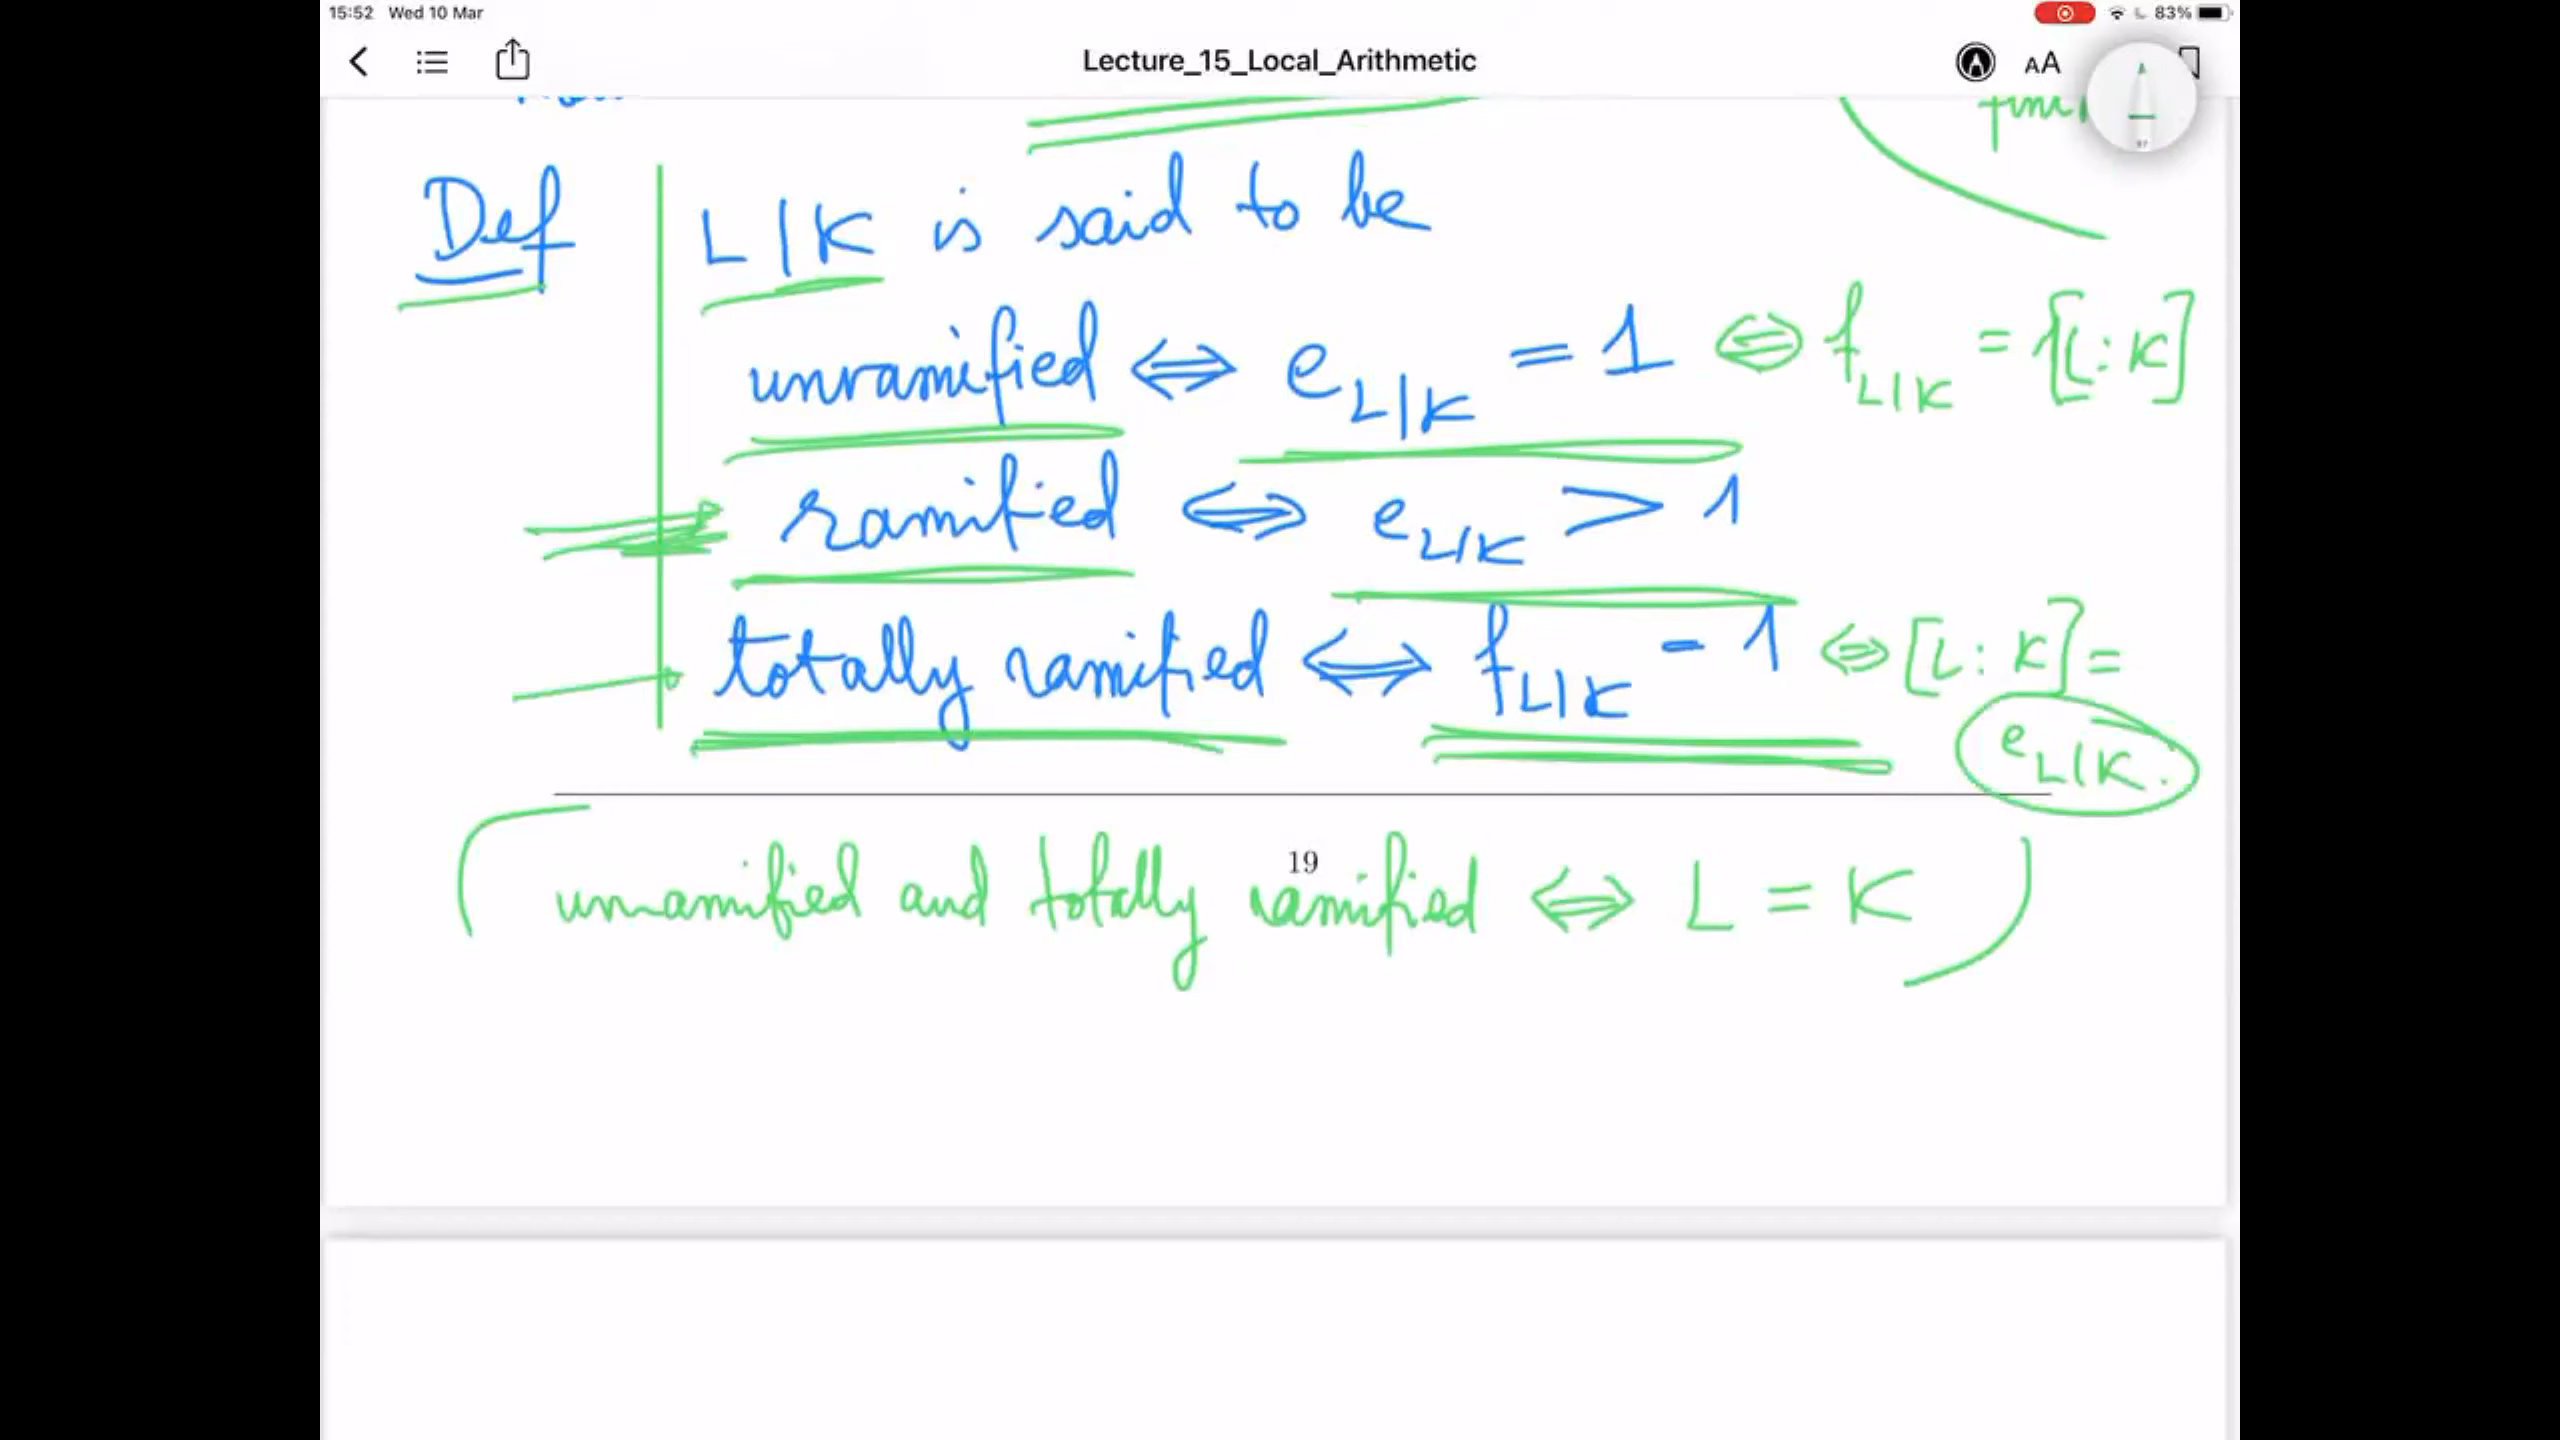 15:52 Wed 10 Mar 83%
Lecture_15_Local_Arithmetic
AA
Def L|K is said to be
unramified ⇔ e_{L|K} = 1 ⇔ f_{L|K} = [L:K]
ramified ⇔ e_{L|K} > 1
totally ramified ⇔ f_{L|K} = 1 ⇔ [L:K] =
e_{L|K}.
19
unramified and totally ramified ⇔ L = K